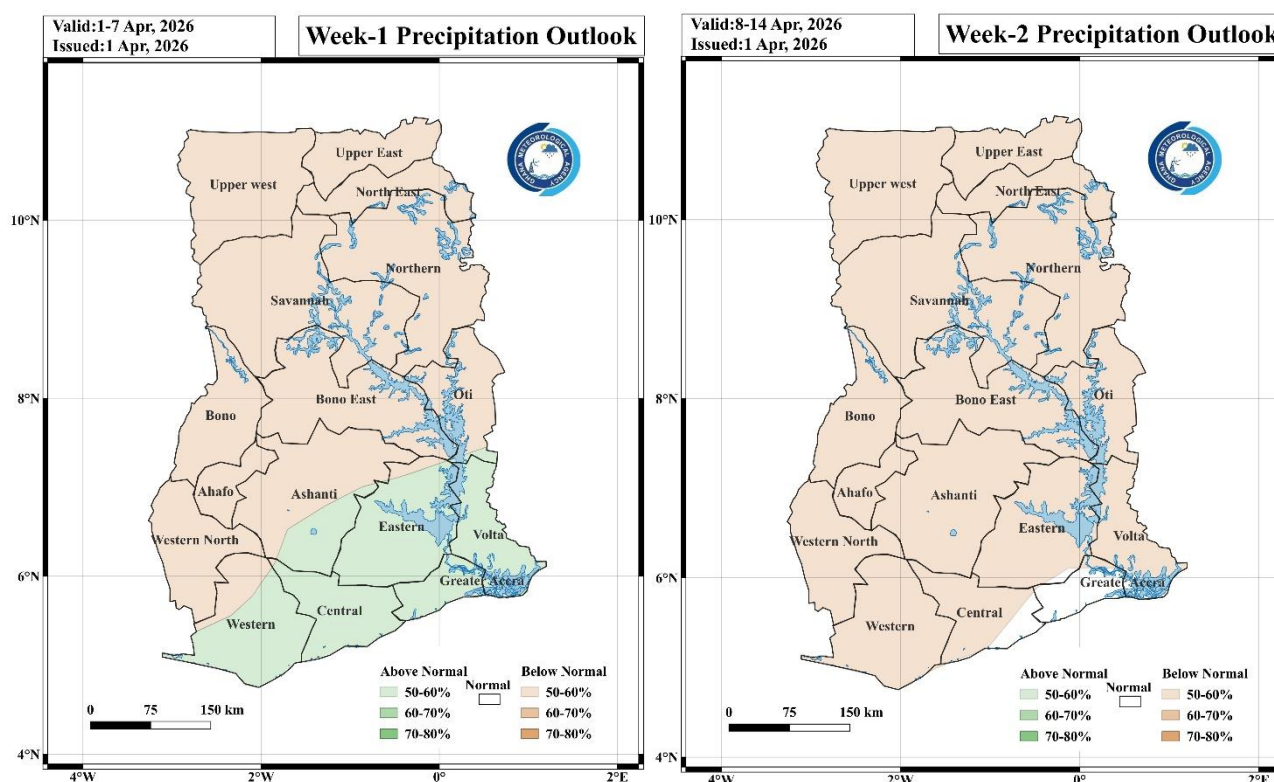 Valid:1-7 Apr, 2026
Issued:1 Apr, 2026
Week-1 Precipitation Outlook
GHANA METEOROLOGICAL AGENCY
Upper East
Upper west
North East
10°N
Northern
Savannah
8°N
Bono
Bono East
Oti
Ahafo
Ashanti
Eastern
Western North
Volta
6°N
Greater Accra
Central
Western
Above Normal
Below Normal
Normal
50-60%
50-60%
60-70%
60-70%
70-80%
70-80%
0 75 150 km
4°N
4°W 2°W 0° 2°E
Valid:8-14 Apr, 2026
Issued:1 Apr, 2026
Week-2 Precipitation Outlook
GHANA METEOROLOGICAL AGENCY
Upper East
Upper west
North East
10°N
Northern
Savannah
8°N
Bono
Bono East
Oti
Ahafo
Ashanti
Eastern
Western North
Volta
6°N
Greater Accra
Central
Western
Above Normal
Below Normal
Normal
50-60%
50-60%
60-70%
60-70%
70-80%
70-80%
0 75 150 km
4°N
4°W 2°W 0° 2°E